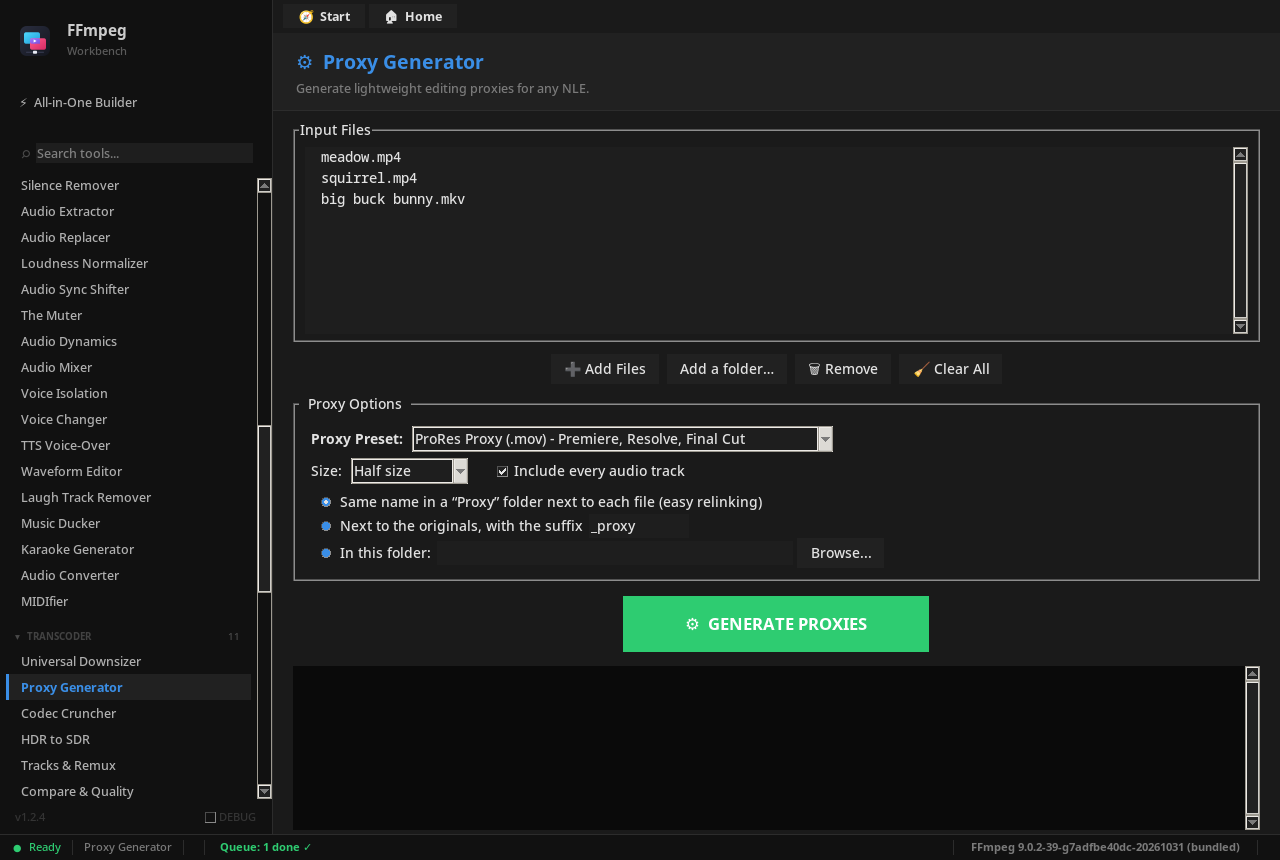 FFmpeg
Workbench
⚡ All-in-One Builder
Search tools...
Silence Remover
Audio Extractor
Audio Replacer
Loudness Normalizer
Audio Sync Shifter
The Muter
Audio Dynamics
Audio Mixer
Voice Isolation
Voice Changer
TTS Voice-Over
Waveform Editor
Laugh Track Remover
Music Ducker
Karaoke Generator
Audio Converter
MIDIfier
▾ TRANSCODER 11
Universal Downsizer
Proxy Generator
Codec Cruncher
HDR to SDR
Tracks & Remux
Compare & Quality
v1.2.4 DEBUG
🧭 Start 🏠 Home
⚙ Proxy Generator
Generate lightweight editing proxies for any NLE.
Input Files
meadow.mp4
squirrel.mp4
big buck bunny.mkv
➕ Add Files Add a folder... 🗑 Remove 🧹 Clear All
Proxy Options
Proxy Preset: ProRes Proxy (.mov) - Premiere, Resolve, Final Cut
Size: Half size Include every audio track
Same name in a “Proxy” folder next to each file (easy relinking)
Next to the originals, with the suffix _proxy
In this folder: Browse...
⚙ GENERATE PROXIES
● Ready Proxy Generator Queue: 1 done ✓ FFmpeg 9.0.2-39-g7adfbe40dc-20261031 (bundled)